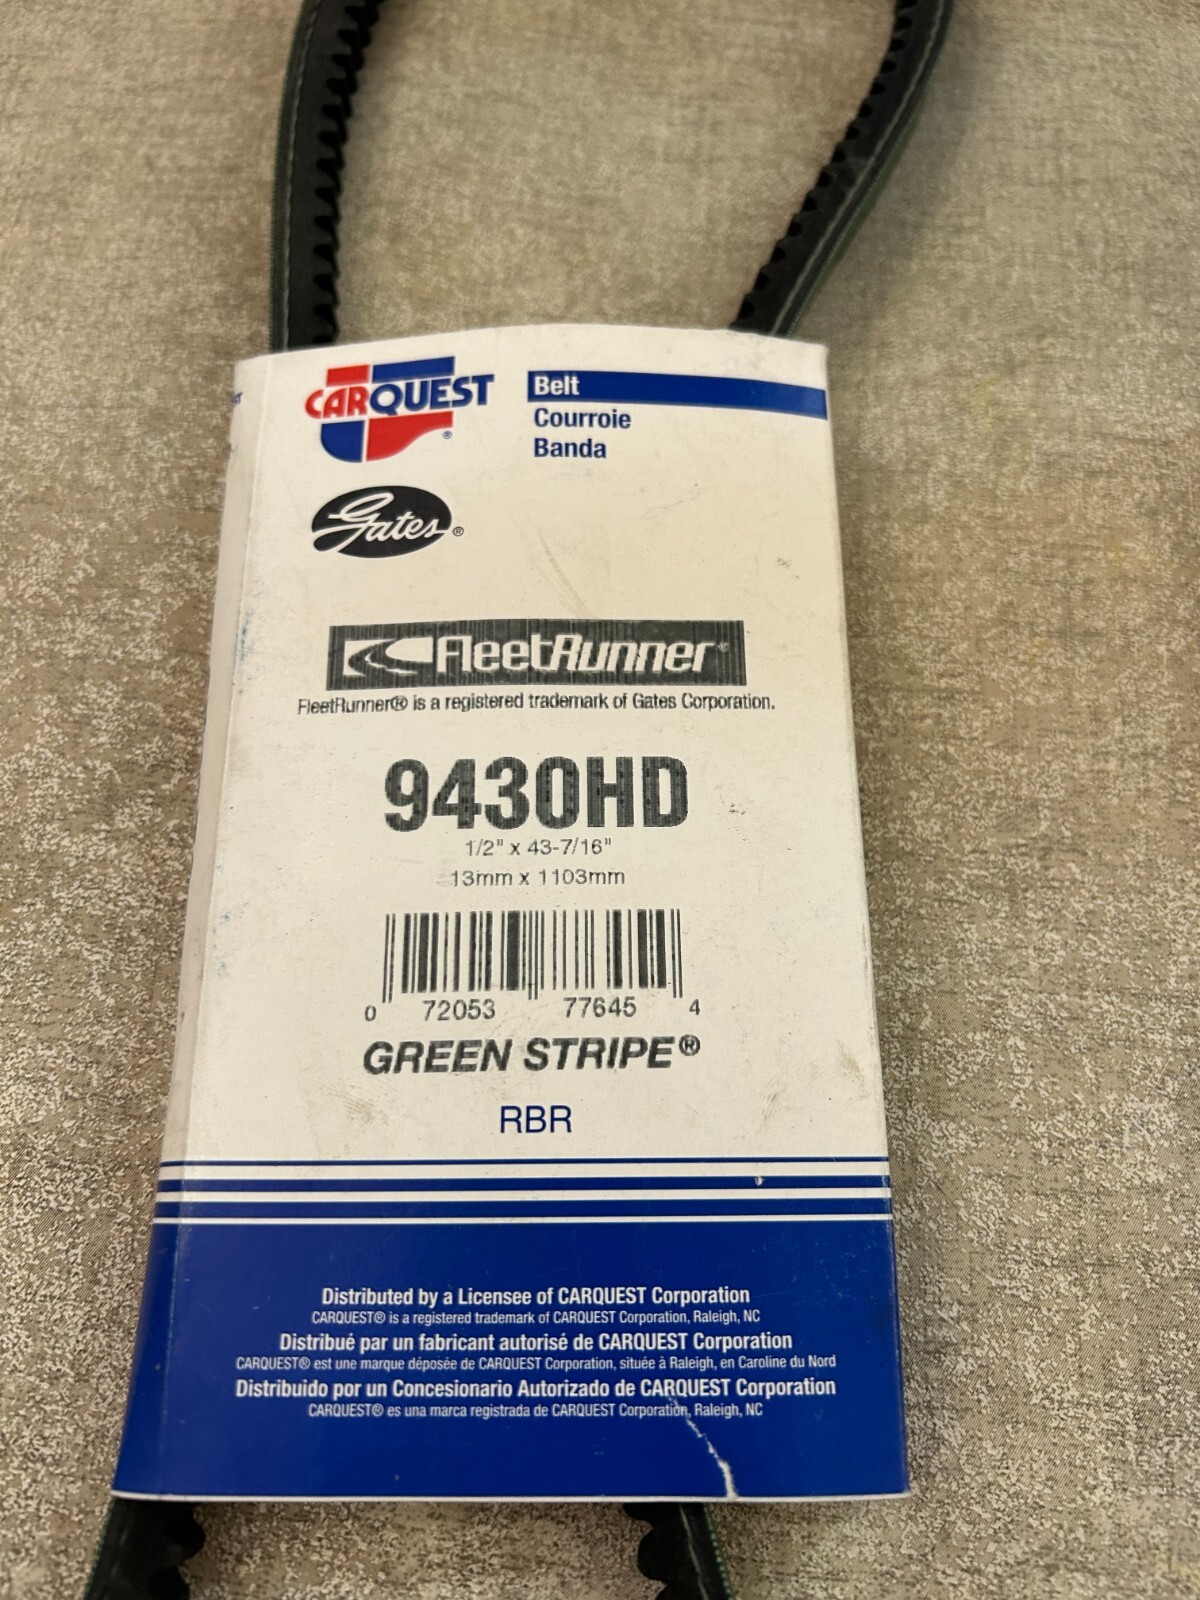 CARQUEST®
Belt
Courroie
Banda
Gates®
FleetRunner®
FleetRunner® is a registered trademark of Gates Corporation.
9430HD
1/2" x 43-7/16"
13mm x 1103mm
0 72053 77645 4
GREEN STRIPE®
RBR
Distributed by a Licensee of CARQUEST Corporation
CARQUEST® is a registered trademark of CARQUEST Corporation, Raleigh, NC
Distribué par un fabricant autorisé de CARQUEST Corporation
CARQUEST® est une marque déposée de CARQUEST Corporation, située à Raleigh, en Caroline du Nord
Distribuido por un Concesionario Autorizado de CARQUEST Corporation
CARQUEST® es una marca registrada de CARQUEST Corporation, Raleigh, NC